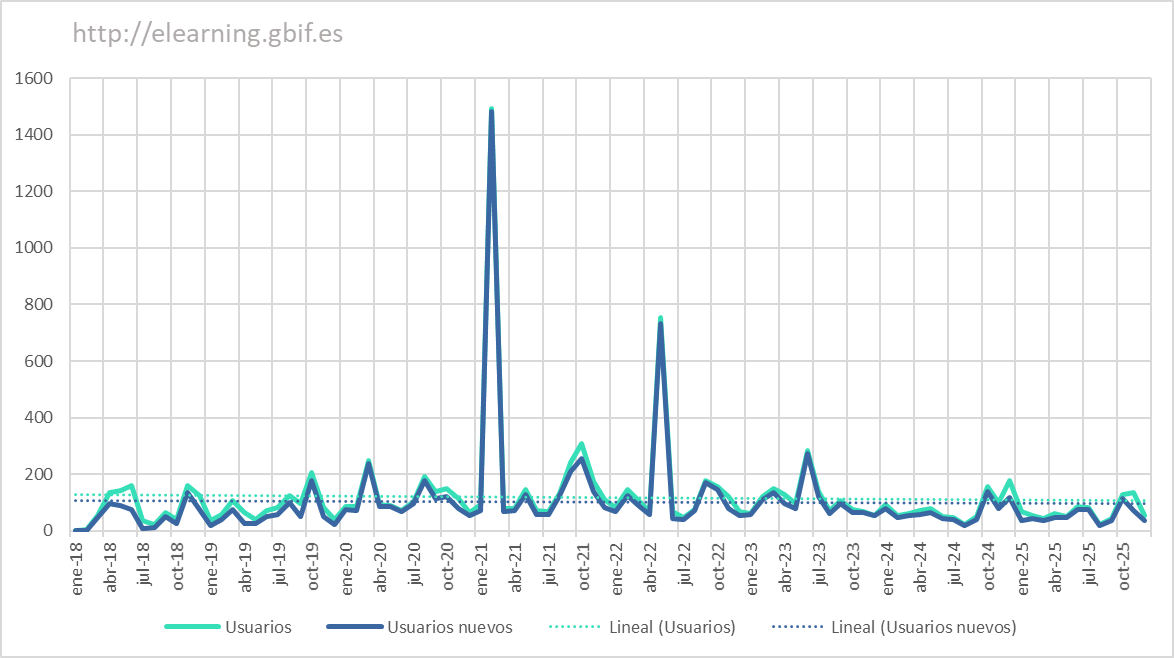 http://elearning.gbif.es
1600
1400
1200
1000
800
600
400
200
0
ene-18
abr-18
jul-18
oct-18
ene-19
abr-19
jul-19
oct-19
ene-20
abr-20
jul-20
oct-20
ene-21
abr-21
jul-21
oct-21
ene-22
abr-22
jul-22
oct-22
ene-23
abr-23
jul-23
oct-23
ene-24
abr-24
jul-24
oct-24
ene-25
abr-25
jul-25
oct-25
Usuarios Usuarios nuevos Lineal (Usuarios) Lineal (Usuarios nuevos)